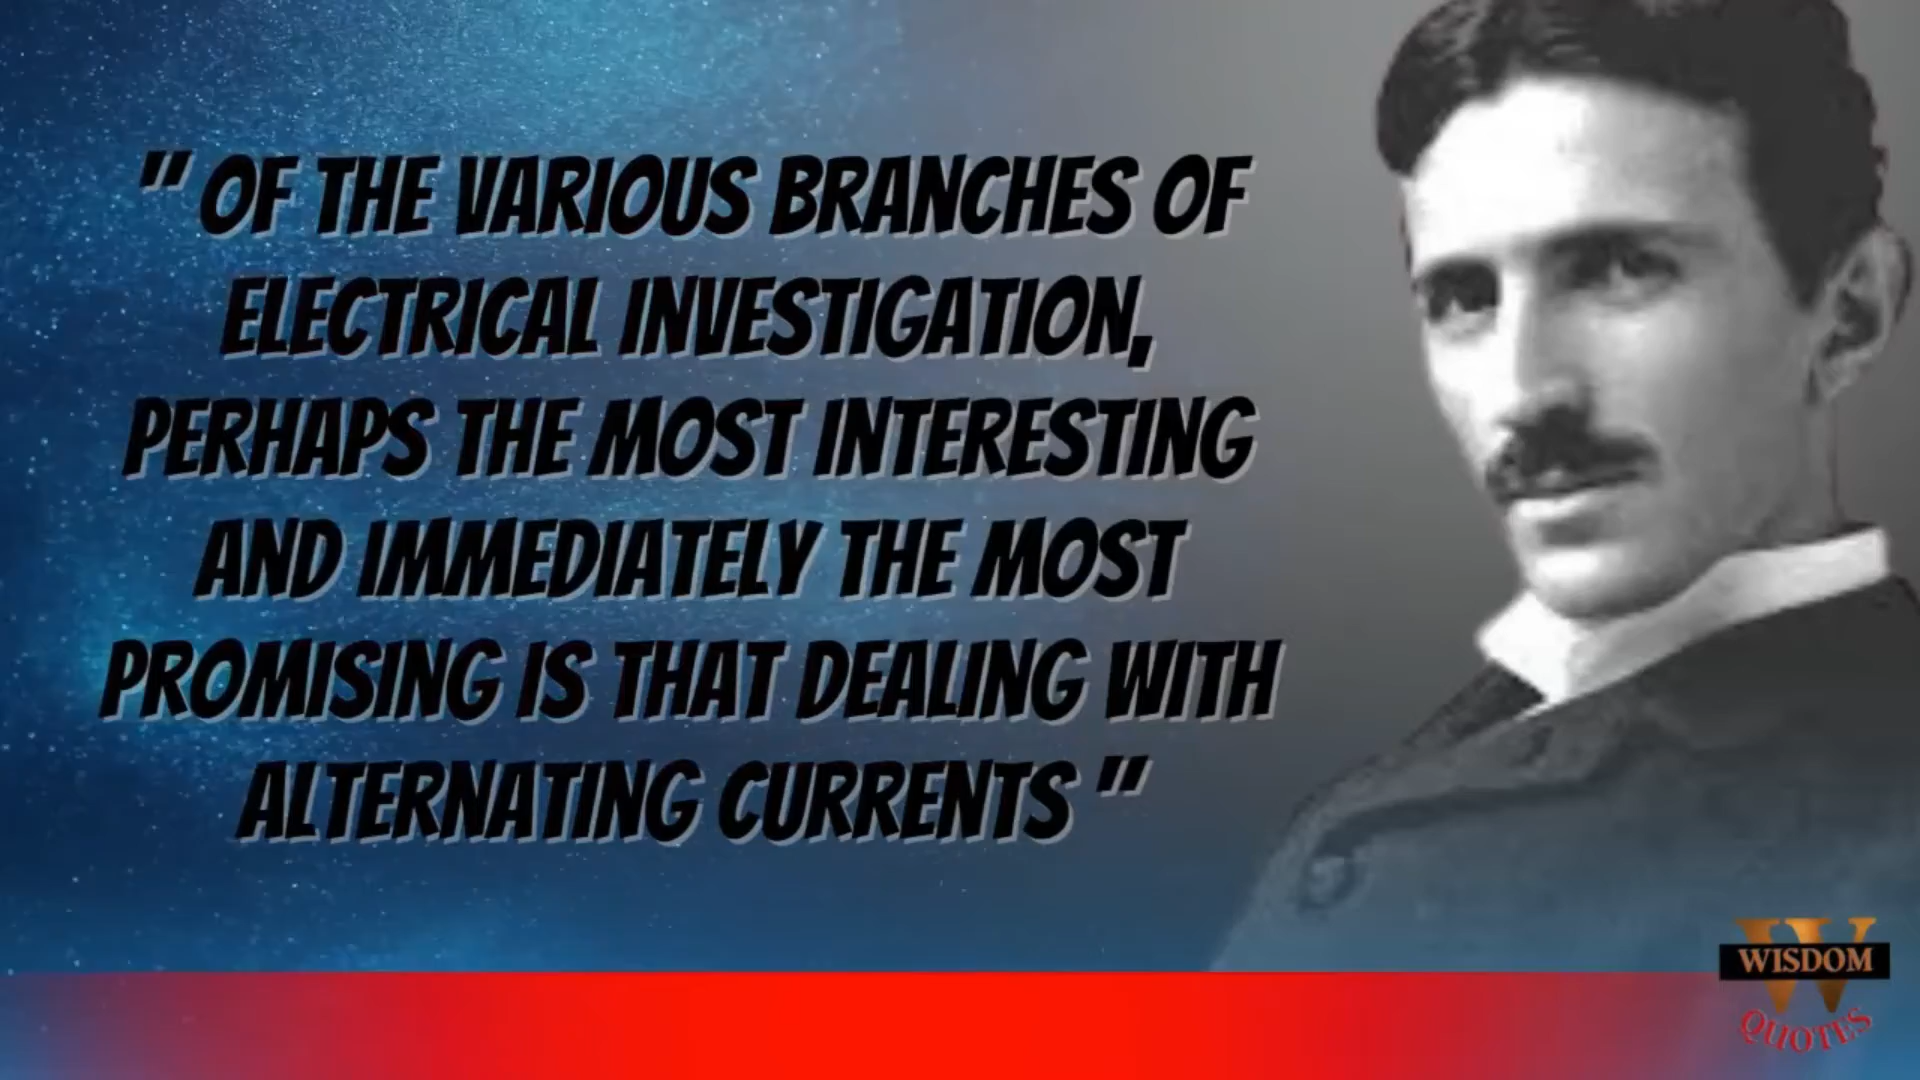 " OF THE VARIOUS BRANCHES OF
ELECTRICAL INVESTIGATION,
PERHAPS THE MOST INTERESTING
AND IMMEDIATELY THE MOST
PROMISING IS THAT DEALING WITH
ALTERNATING CURRENTS "
W
WISDOM
QUOTES